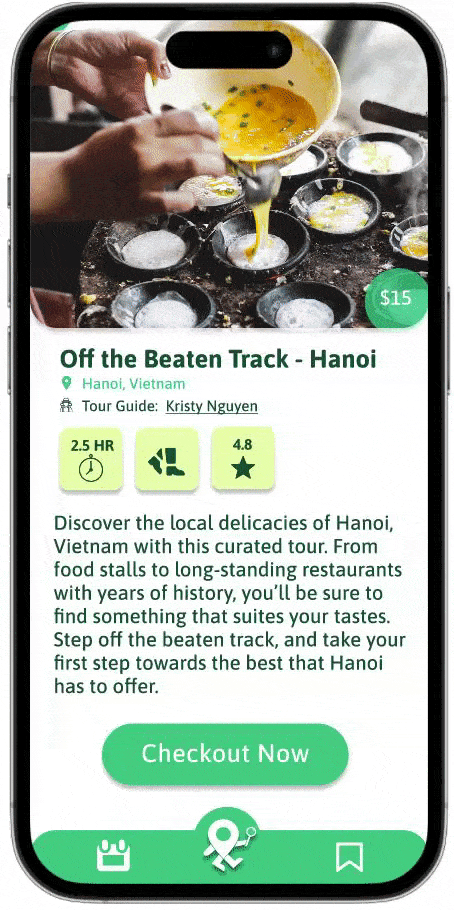 $15
Off the Beaten Track - Hanoi
Hanoi, Vietnam
Tour Guide: Kristy Nguyen
2.5 HR
4.8
Discover the local delicacies of Hanoi,
Vietnam with this curated tour. From
food stalls to long-standing restaurants
with years of history, you’ll be sure to
find something that suites your tastes.
Step off the beaten track, and take your
first step towards the best that Hanoi
has to offer.
Checkout Now